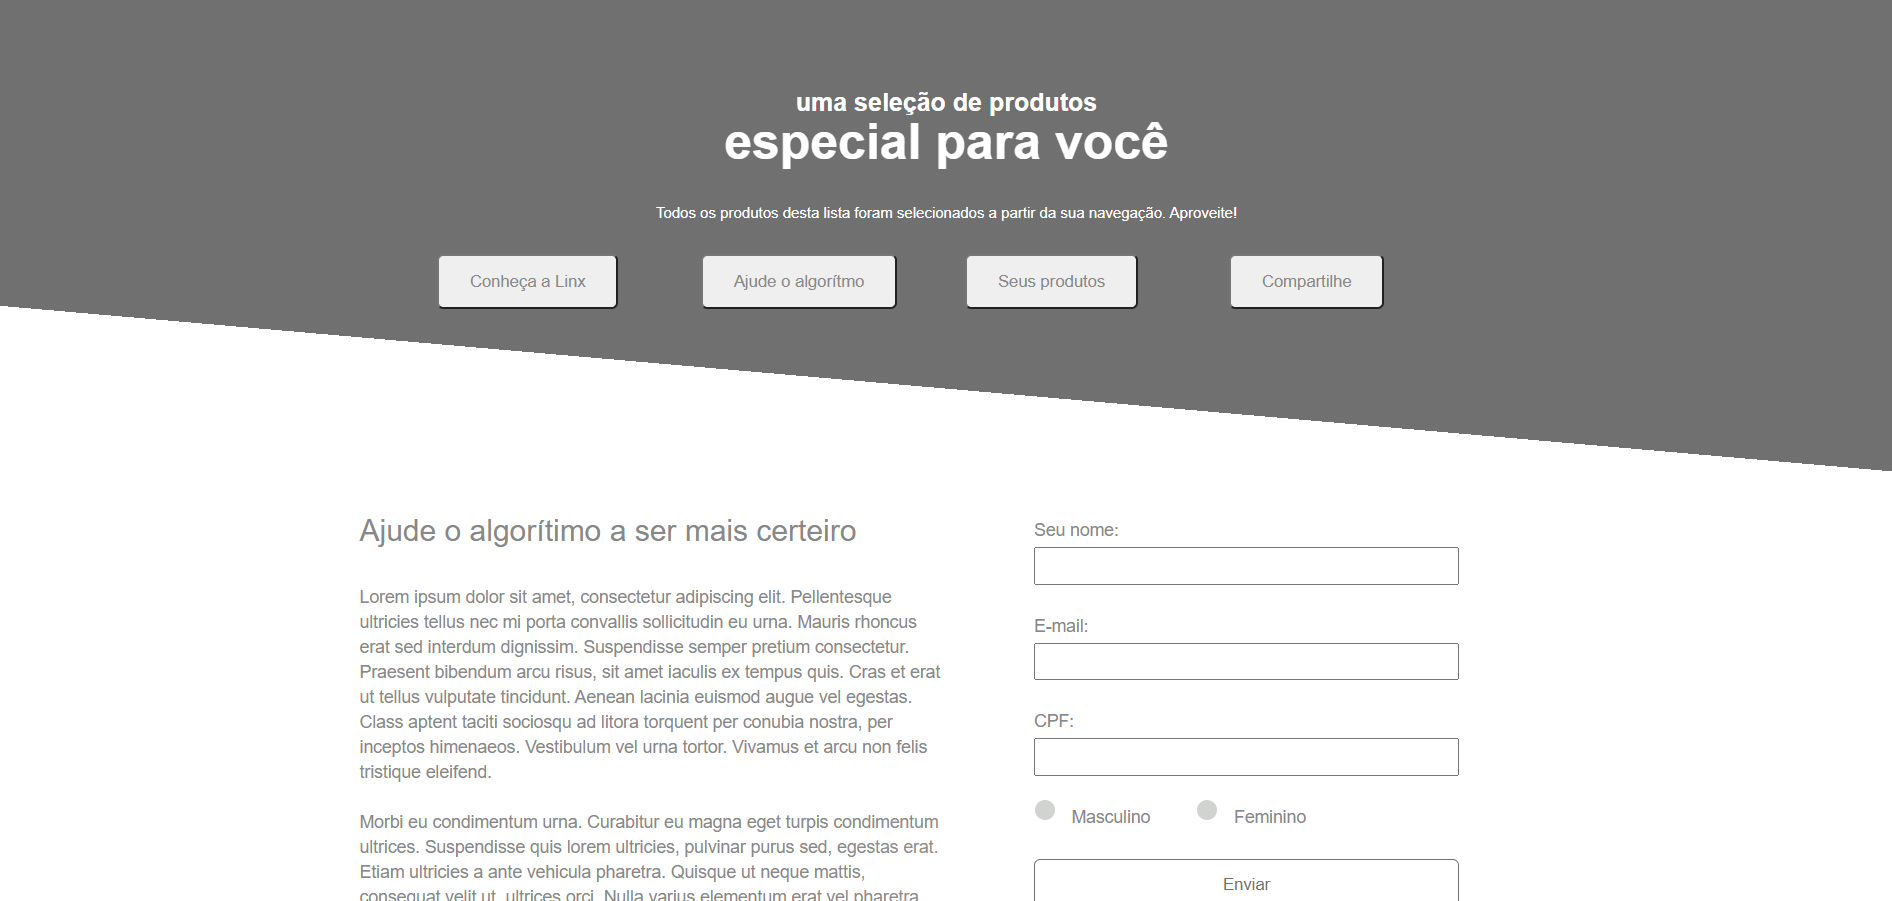 uma seleção de produtos
especial para você
Todos os produtos desta lista foram selecionados a partir da sua navegação. Aproveite!
Conheça a Linx
Ajude o algorítmo
Seus produtos
Compartilhe
Ajude o algorítimo a ser mais certeiro
Lorem ipsum dolor sit amet, consectetur adipiscing elit. Pellentesque
ultricies tellus nec mi porta convallis sollicitudin eu urna. Mauris rhoncus
erat sed interdum dignissim. Suspendisse semper pretium consectetur.
Praesent bibendum arcu risus, sit amet iaculis ex tempus quis. Cras et erat
ut tellus vulputate tincidunt. Aenean lacinia euismod augue vel egestas.
Class aptent taciti sociosqu ad litora torquent per conubia nostra, per
inceptos himenaeos. Vestibulum vel urna tortor. Vivamus et arcu non felis
tristique eleifend.
Morbi eu condimentum urna. Curabitur eu magna eget turpis condimentum
ultrices. Suspendisse quis lorem ultricies, pulvinar purus sed, egestas erat.
Etiam ultricies a ante vehicula pharetra. Quisque ut neque mattis,
consequat velit ut, ultrices orci. Nulla varius elementum erat vel pharetra
Seu nome:
E-mail:
CPF:
Masculino
Feminino
Enviar